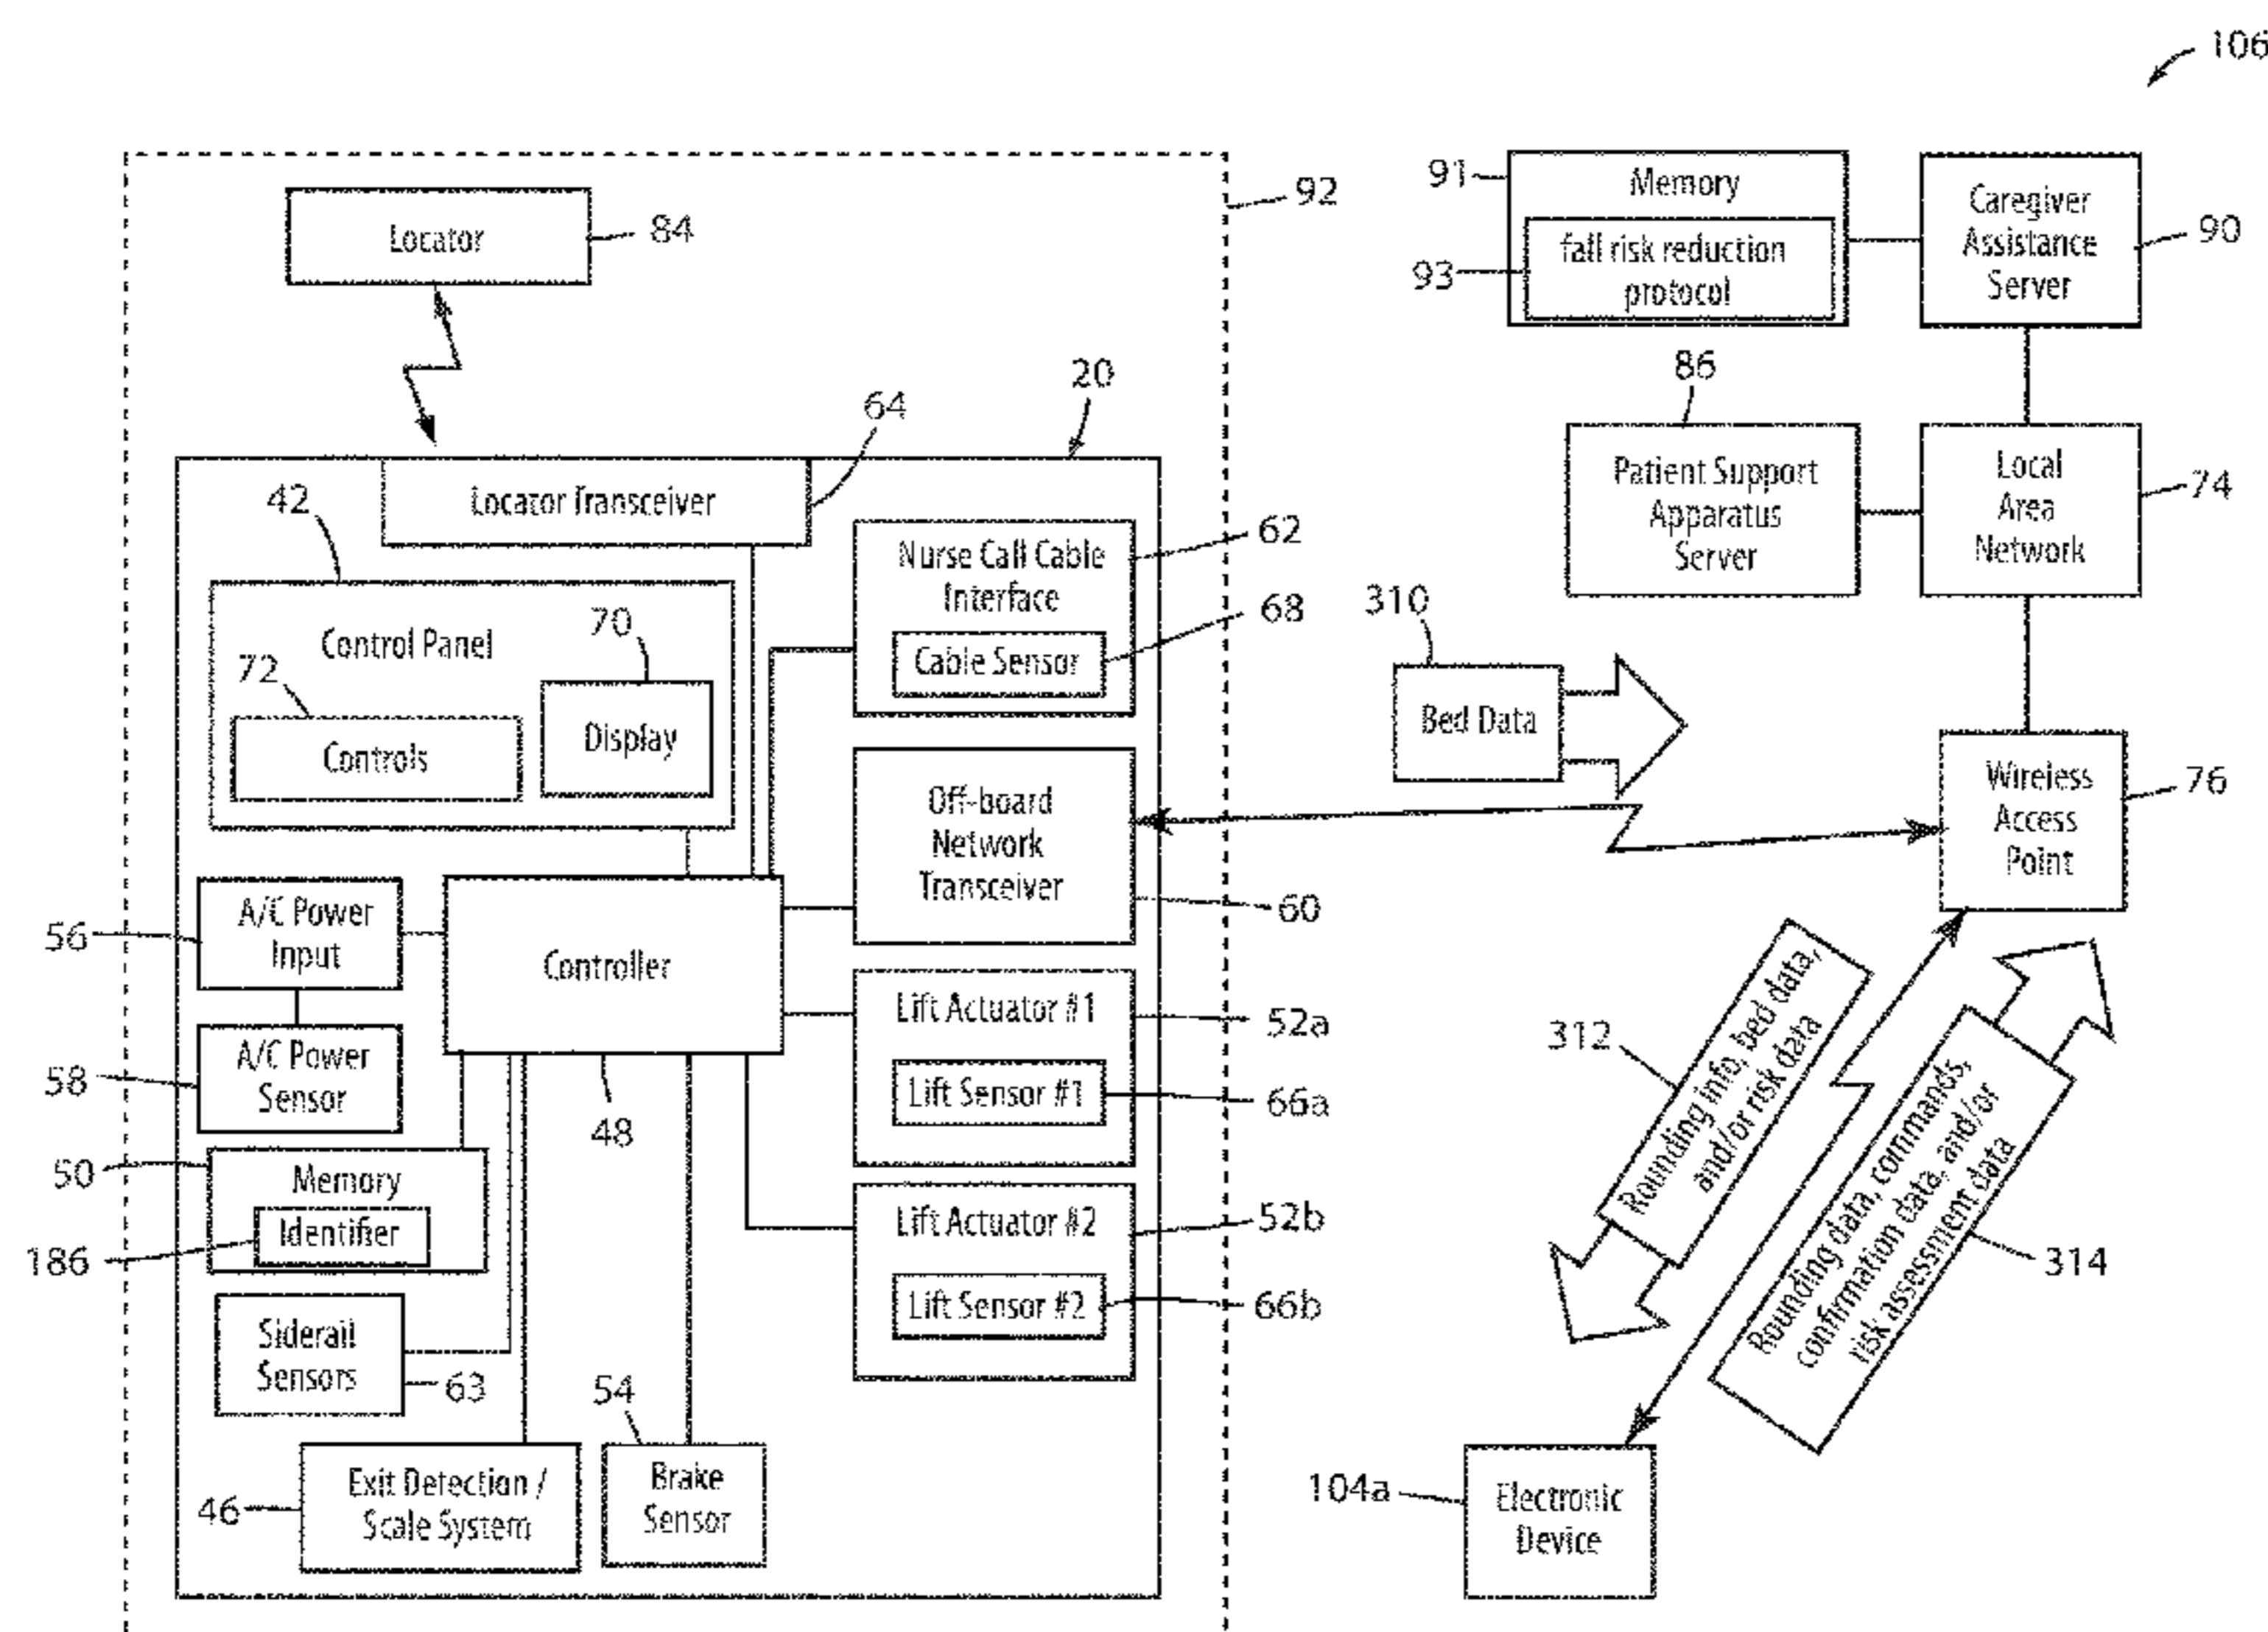 106
92
Locator
84
20
64
Locator Transceiver
42
Control Panel
70
72
Controls
Display
Nurse Call Cable
Interface
62
Cable Sensor
68
Off-board
Network
Transceiver
60
56
A/C Power
Input
Controller
48
58
A/C Power
Sensor
Lift Actuator #1
52a
Lift Sensor #1
66a
50
Memory
Identifier
186
Lift Actuator #2
52b
Lift Sensor #2
66b
Siderail
Sensors
63
54
46
Exit Detection /
Scale System
Brake
Sensor
91
Memory
93
fall risk reduction
protocol
Caregiver
Assistance
Server
90
86
Patient Support
Apparatus
Server
Local
Area
Network
74
310
Bed Data
Wireless
Access
Point
76
312
Rounding info, bed data,
and/or risk data
Rounding data, commands,
confirmation data, and/or
risk assessment data
314
104a
Electronic
Device